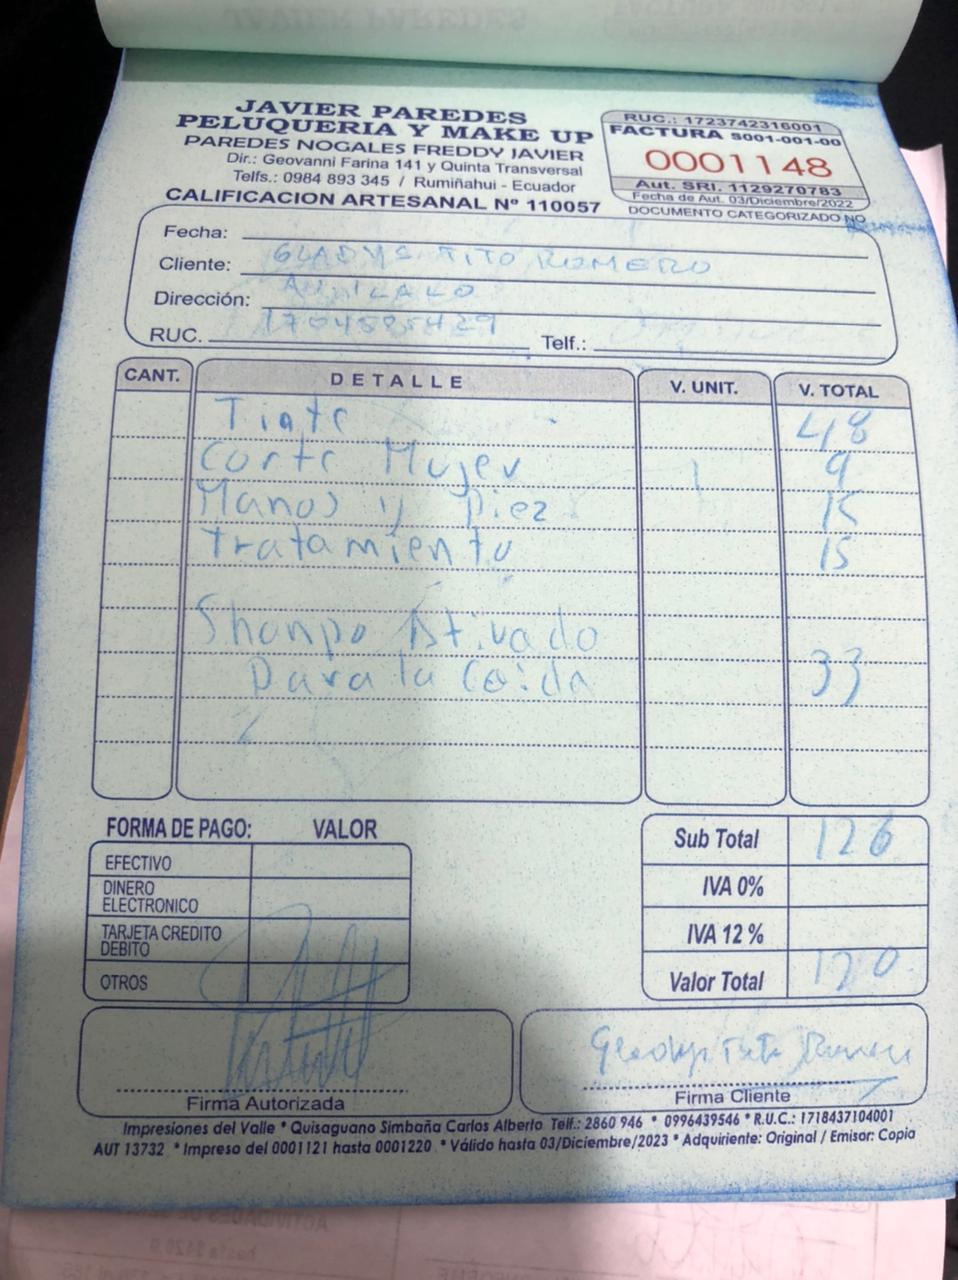 JAVIER PAREDES
PELUQUERIA Y MAKE UP
PAREDES NOGALES FREDDY JAVIER
Dir.: Geovanni Farina 141 y Quinta Transversal
Telfs.: 0984 893 345 / Rumiñahui - Ecuador
CALIFICACION ARTESANAL Nº 110057
RUC.: 1723742316001
FACTURA S001-001-00
0001148
Aut. SRI. 1129270783
Fecha de Aut. 03/Diciembre/2022
DOCUMENTO CATEGORIZADO NO
Fecha:
Cliente: GLADYS TITO ROMERO
Dirección:
RUC. Telf.:
CANT. DETALLE V. UNIT. V. TOTAL
Tinte 48
Corte Mujer 9
Manos y Piez 15
Tratamiento 15
Shanpo Ativado
Para la Caida 33
FORMA DE PAGO: VALOR
EFECTIVO
DINERO
ELECTRONICO
TARJETA CREDITO
DEBITO
OTROS
Sub Total 120
IVA 0%
IVA 12 %
Valor Total 120
Firma Autorizada
Gladys Tito Romero
Firma Cliente
Impresiones del Valle * Quisaguano Simbaña Carlos Alberto Telf.: 2860 946 * 0996439546 * R.U.C.: 1718437104001
AUT 13732 * Impreso del 0001121 hasta 0001220 * Válido hasta 03/Diciembre/2023 * Adquiriente: Original / Emisor: Copia